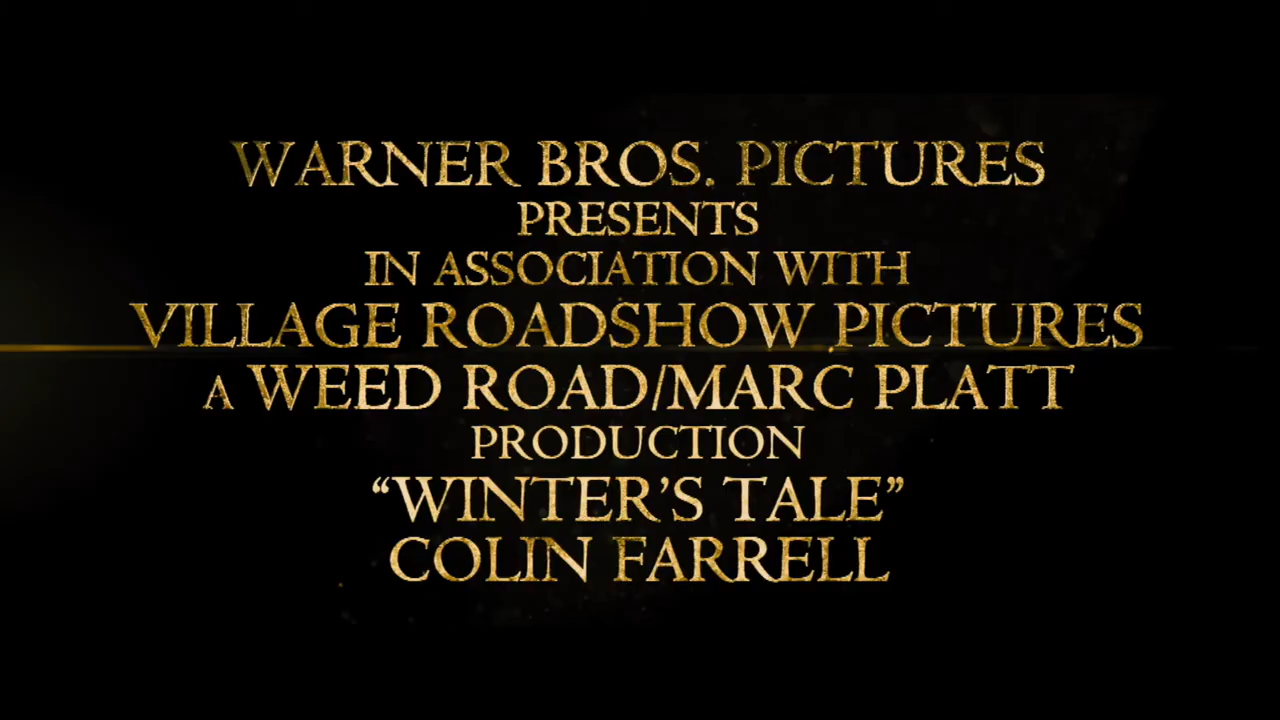 WARNER BROS. PICTURES
PRESENTS
IN ASSOCIATION WITH
VILLAGE ROADSHOW PICTURES
A WEED ROAD/MARC PLATT
PRODUCTION
“WINTER’S TALE”
COLIN FARRELL